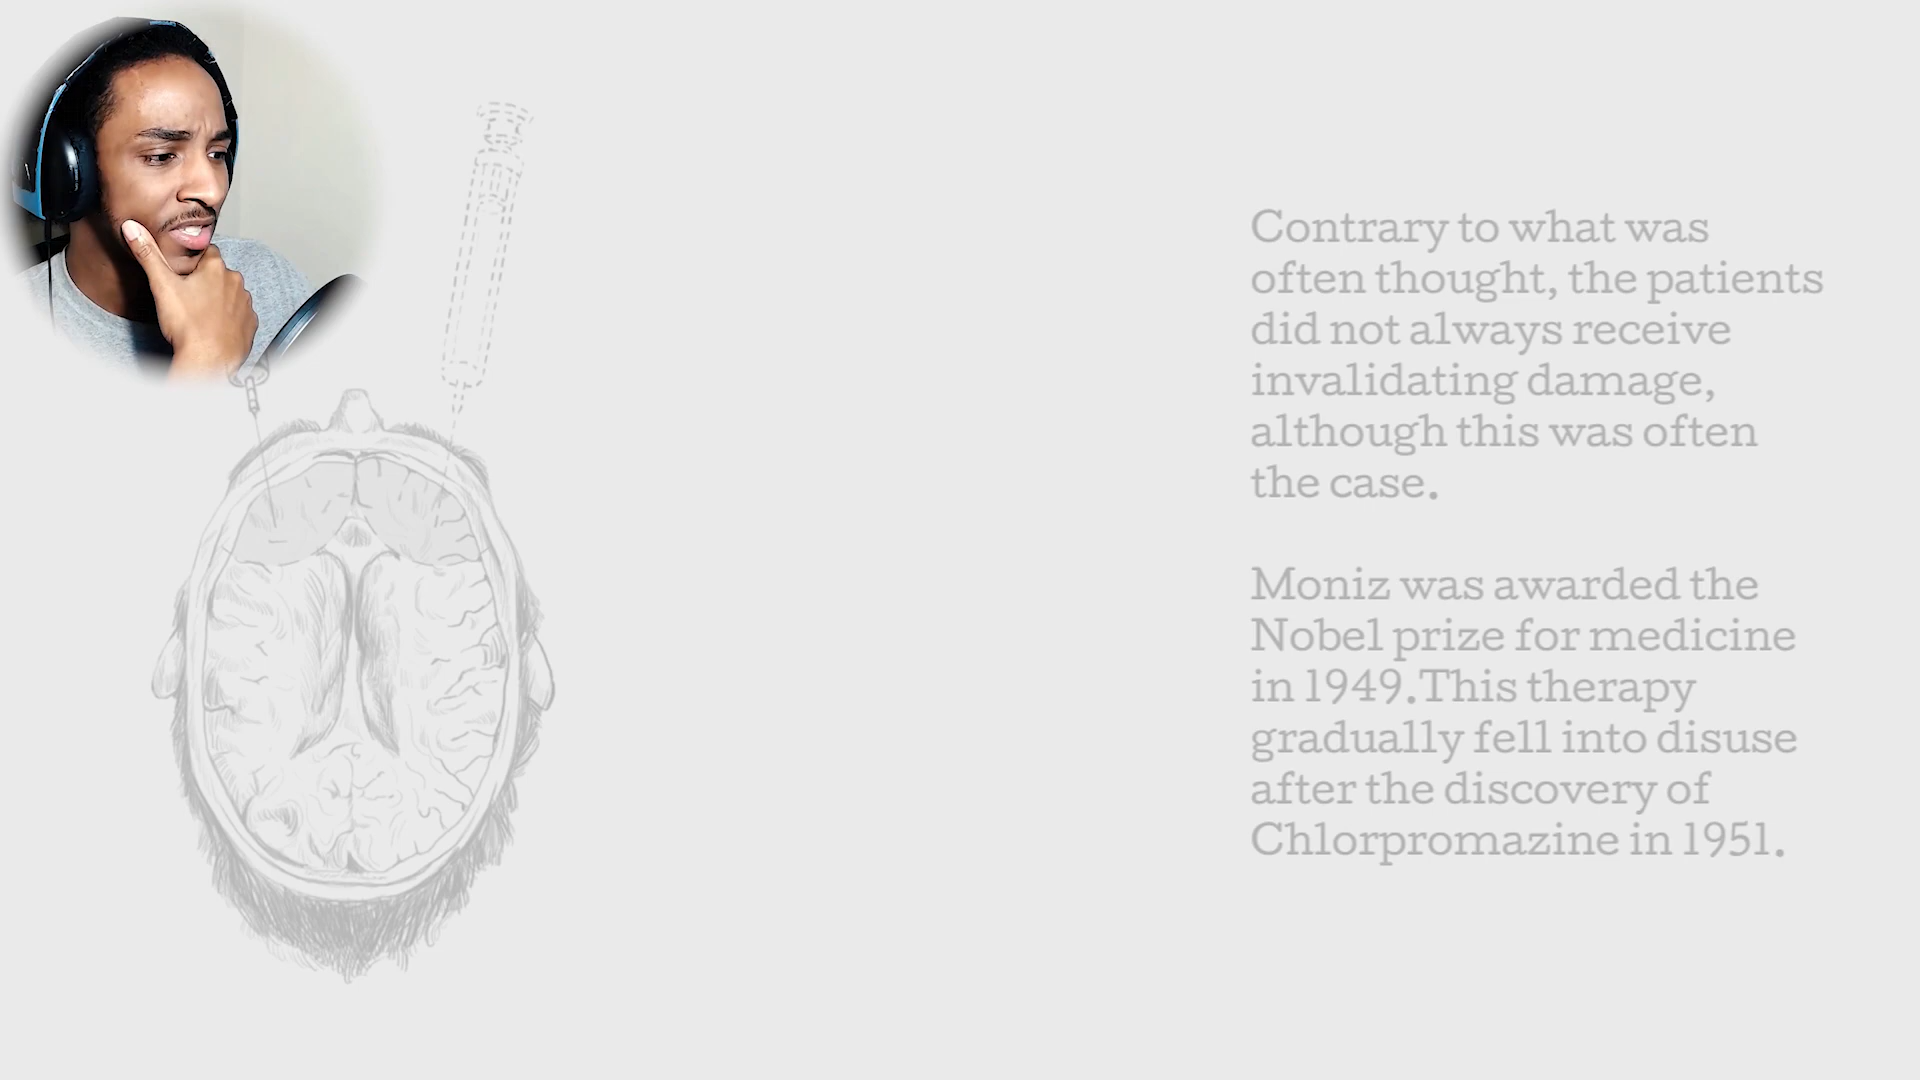 Contrary to what was
often thought, the patients
did not always receive
invalidating damage,
although this was often
the case.
Moniz was awarded the
Nobel prize for medicine
in 1949.This therapy
gradually fell into disuse
after the discovery of
Chlorpromazine in 1951.